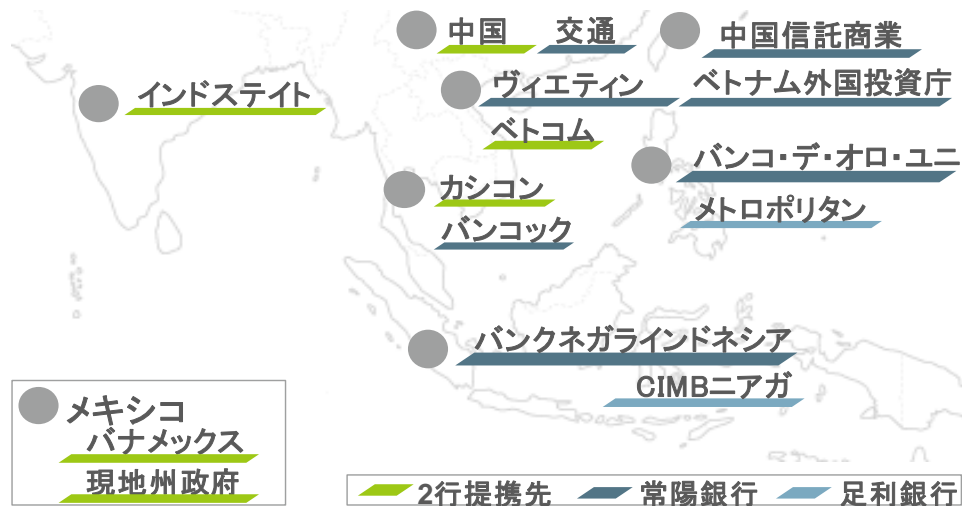 中国 交通 中国信託商業
インドステイト ヴィエティン ベトナム外国投資庁
ベトコム
カシコン バンコ・デ・オロ・ユニ
バンコック メトロポリタン
バンクネガラインドネシア
CIMBニアガ
メキシコ
バナメックス
現地州政府
2行提携先 常陽銀行 足利銀行